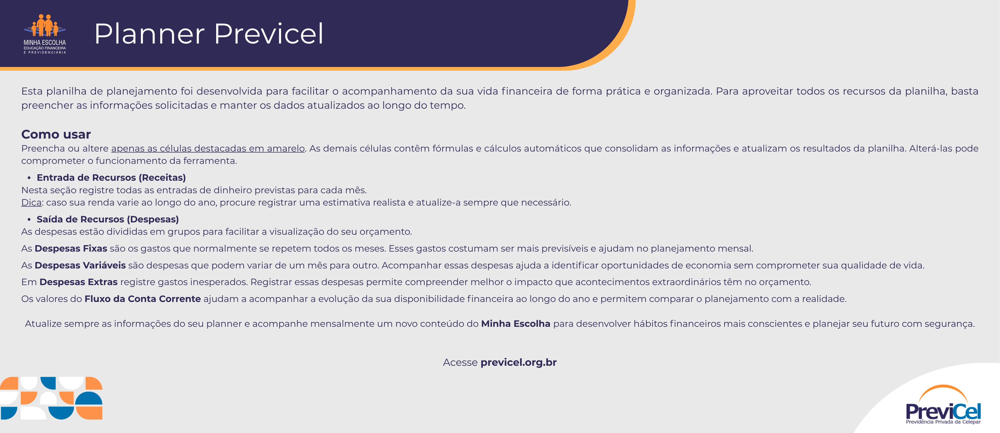 MINHA ESCOLHA
EDUCAÇÃO FINANCEIRA
E PREVIDENCIÁRIA
Planner Previcel
Esta planilha de planejamento foi desenvolvida para facilitar o acompanhamento da sua vida financeira de forma prática e organizada. Para aproveitar todos os recursos da planilha, basta
preencher as informações solicitadas e manter os dados atualizados ao longo do tempo.
Como usar
Preencha ou altere apenas as células destacadas em amarelo. As demais células contêm fórmulas e cálculos automáticos que consolidam as informações e atualizam os resultados da planilha. Alterá-las pode
comprometer o funcionamento da ferramenta.
• Entrada de Recursos (Receitas)
Nesta seção registre todas as entradas de dinheiro previstas para cada mês.
Dica: caso sua renda varie ao longo do ano, procure registrar uma estimativa realista e atualize-a sempre que necessário.
• Saída de Recursos (Despesas)
As despesas estão divididas em grupos para facilitar a visualização do seu orçamento.
As Despesas Fixas são os gastos que normalmente se repetem todos os meses. Esses gastos costumam ser mais previsíveis e ajudam no planejamento mensal.
As Despesas Variáveis são despesas que podem variar de um mês para outro. Acompanhar essas despesas ajuda a identificar oportunidades de economia sem comprometer sua qualidade de vida.
Em Despesas Extras registre gastos inesperados. Registrar essas despesas permite compreender melhor o impacto que acontecimentos extraordinários têm no orçamento.
Os valores do Fluxo da Conta Corrente ajudam a acompanhar a evolução da sua disponibilidade financeira ao longo do ano e permitem comparar o planejamento com a realidade.
Atualize sempre as informações do seu planner e acompanhe mensalmente um novo conteúdo do Minha Escolha para desenvolver hábitos financeiros mais conscientes e planejar seu futuro com segurança.
Acesse previcel.org.br
PreviCel
Previdência Privada da Celepar